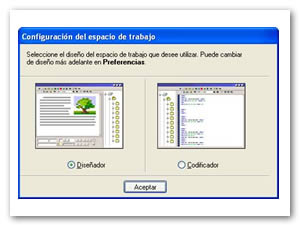 Configuración del espacio de trabajo
Seleccione el diseño del espacio de trabajo que desee utilizar. Puede cambiar
de diseño más adelante en Preferencias.
Diseñador
Codificador
Aceptar